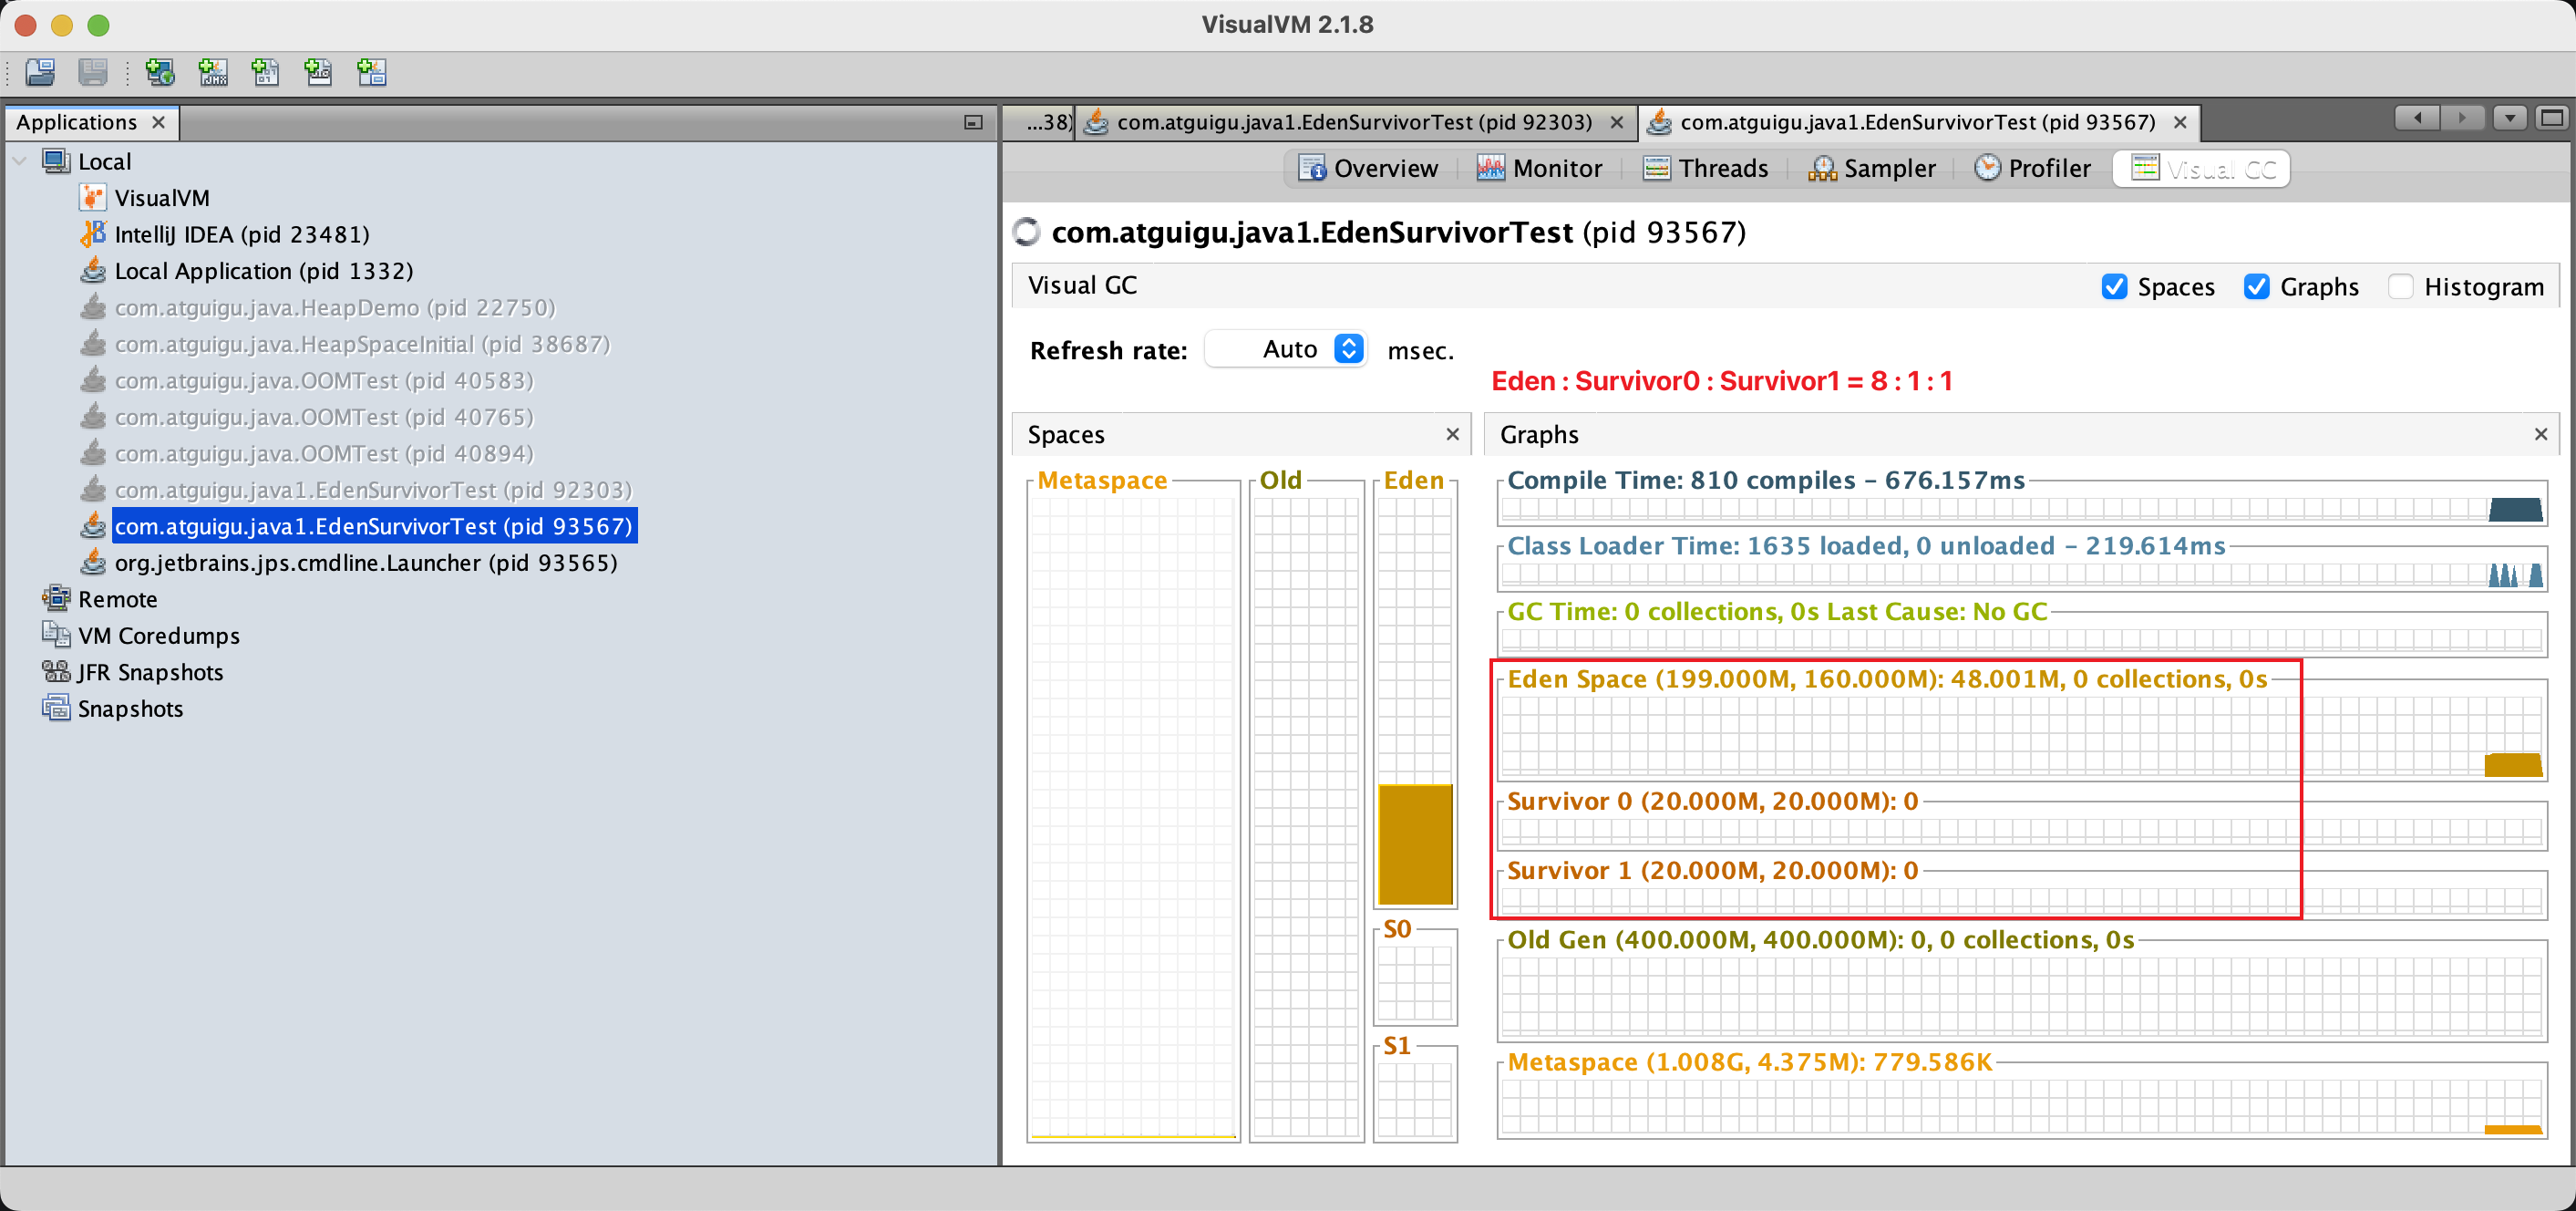 VisualVM 2.1.8
Applications
...38)
com.atguigu.java1.EdenSurvivorTest (pid 92303)
com.atguigu.java1.EdenSurvivorTest (pid 93567)
Local
VisualVM
IntelliJ IDEA (pid 23481)
Local Application (pid 1332)
com.atguigu.java.HeapDemo (pid 22750)
com.atguigu.java.HeapSpaceInitial (pid 38687)
com.atguigu.java.OOMTest (pid 40583)
com.atguigu.java.OOMTest (pid 40765)
com.atguigu.java.OOMTest (pid 40894)
com.atguigu.java1.EdenSurvivorTest (pid 92303)
com.atguigu.java1.EdenSurvivorTest (pid 93567)
org.jetbrains.jps.cmdline.Launcher (pid 93565)
Remote
VM Coredumps
JFR Snapshots
Snapshots
Overview
Monitor
Threads
Sampler
Profiler
Visual GC
com.atguigu.java1.EdenSurvivorTest (pid 93567)
Visual GC
Spaces
Graphs
Histogram
Refresh rate: Auto msec.
Eden : Survivor0 : Survivor1 = 8 : 1 : 1
Spaces
Metaspace
Old
Eden
S0
S1
Graphs
Compile Time: 810 compiles - 676.157ms
Class Loader Time: 1635 loaded, 0 unloaded - 219.614ms
GC Time: 0 collections, 0s Last Cause: No GC
Eden Space (199.000M, 160.000M): 48.001M, 0 collections, 0s
Survivor 0 (20.000M, 20.000M): 0
Survivor 1 (20.000M, 20.000M): 0
Old Gen (400.000M, 400.000M): 0, 0 collections, 0s
Metaspace (1.008G, 4.375M): 779.586K